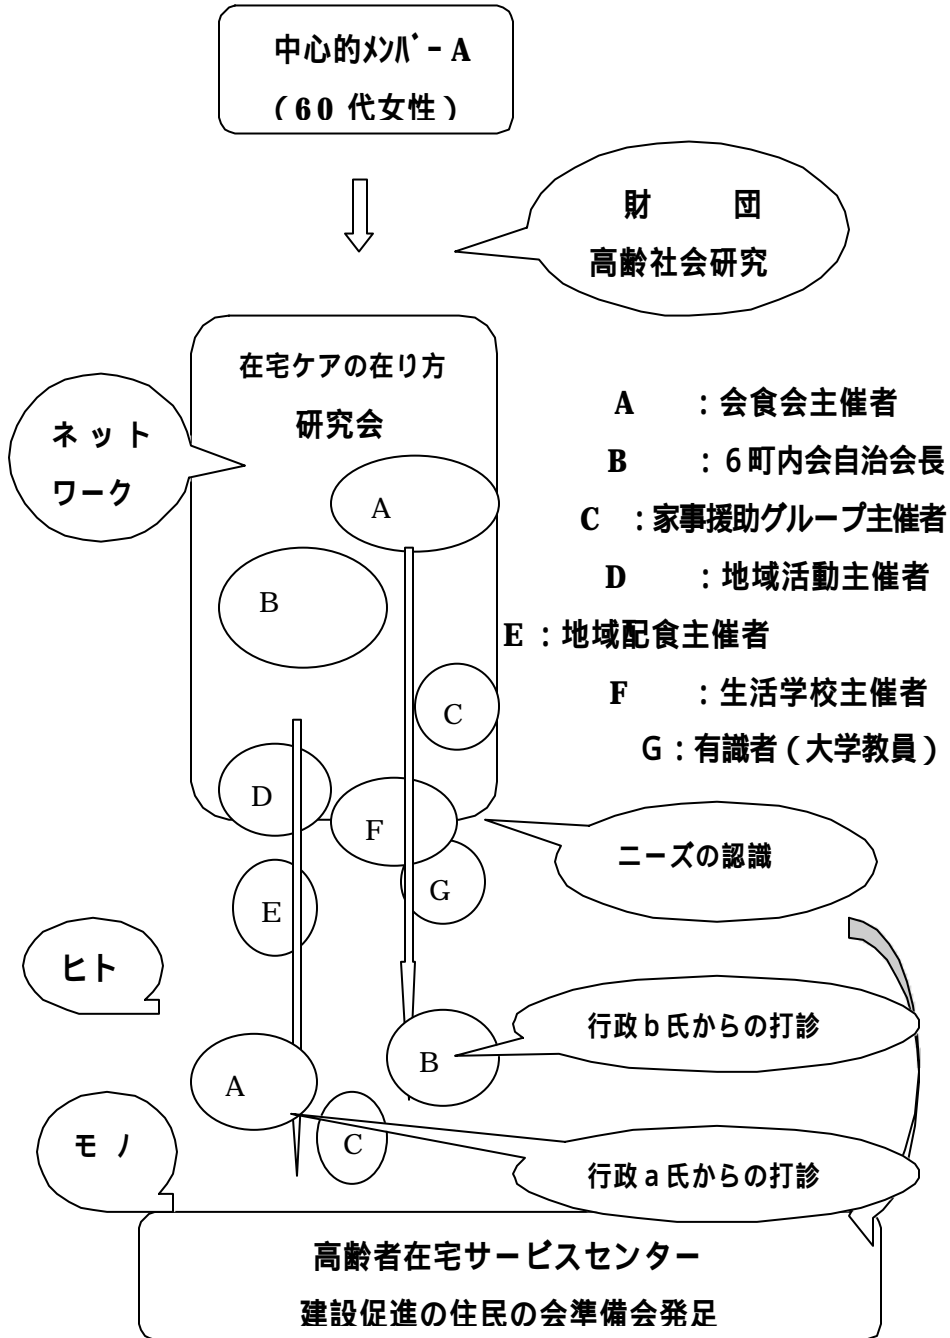 中心的ﾒﾝﾊﾞｰA
(60 代女性)
財　　団
高齢社会研究
在宅ケアの在り方
研究会
ネット
ワーク
A
B
C
D
F
E
G
A　：会食会主催者
B　：６町内会自治会長
C　：家事援助グループ主催者
D　：地域活動主催者
E：地域配食主催者
F　：生活学校主催者
G：有識者（大学教員）
ニーズの認識
ヒト
行政ｂ氏からの打診
B
A
C
モノ
行政ａ氏からの打診
高齢者在宅サービスセンター
建設促進の住民の会準備会発足